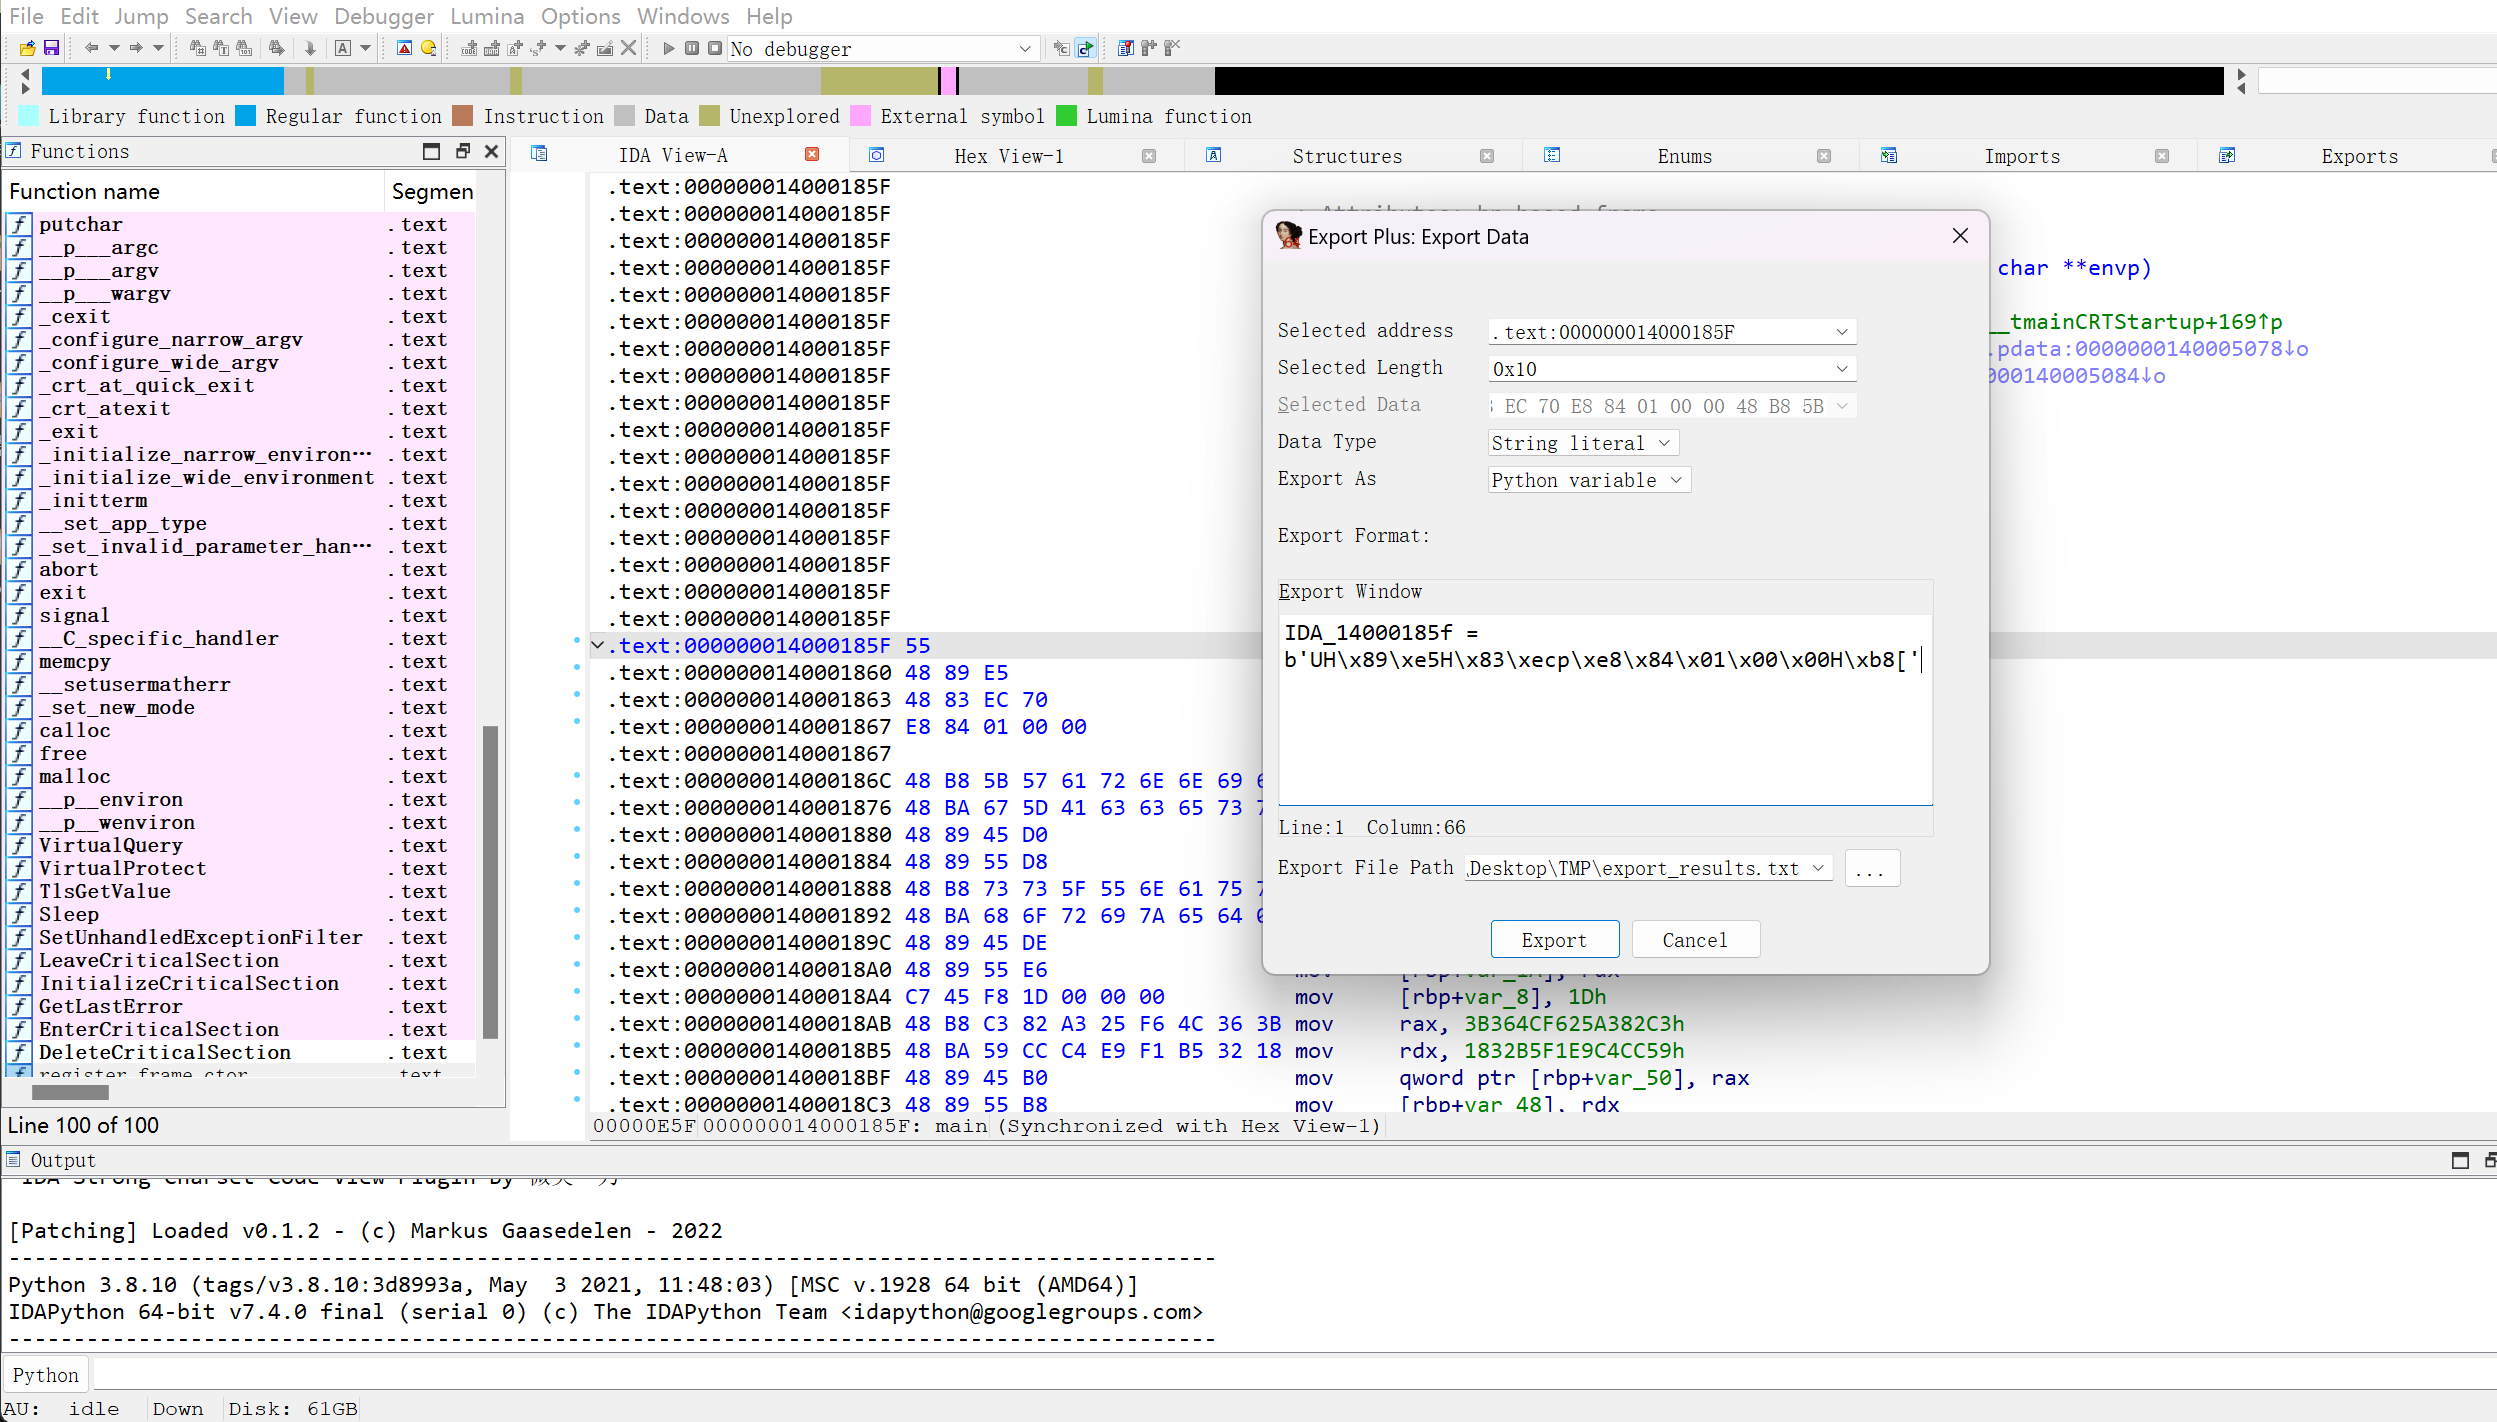 File Edit Jump Search View Debugger Lumina Options Windows Help
No debugger
Library function Regular function Instruction Data Unexplored External symbol Lumina function
Functions
Function name Segmen
putchar .text
__p___argc .text
__p___argv .text
__p___wargv .text
_cexit .text
_configure_narrow_argv .text
_configure_wide_argv .text
_crt_at_quick_exit .text
_crt_atexit .text
_exit .text
_initialize_narrow_environ… .text
_initialize_wide_environment .text
_initterm .text
__set_app_type .text
_set_invalid_parameter_han… .text
abort .text
exit .text
signal .text
__C_specific_handler .text
memcpy .text
__setusermatherr .text
_set_new_mode .text
calloc .text
free .text
malloc .text
__p__environ .text
__p__wenviron .text
VirtualQuery .text
VirtualProtect .text
TlsGetValue .text
Sleep .text
SetUnhandledExceptionFilter .text
LeaveCriticalSection .text
InitializeCriticalSection .text
GetLastError .text
EnterCriticalSection .text
DeleteCriticalSection .text
register_frame_ctor .text
Line 100 of 100
IDA View-A Hex View-1 Structures Enums Imports Exports
.text:000000014000185F
.text:000000014000185F
.text:000000014000185F
.text:000000014000185F char **envp)
.text:000000014000185F
.text:000000014000185F __tmainCRTStartup+169↑p
.text:000000014000185F .pdata:0000000140005078↓o
.text:000000014000185F 000140005084↓o
.text:000000014000185F
.text:000000014000185F
.text:000000014000185F
.text:000000014000185F
.text:000000014000185F
.text:000000014000185F
.text:000000014000185F
.text:000000014000185F
.text:000000014000185F
.text:000000014000185F 55
.text:0000000140001860 48 89 E5
.text:0000000140001863 48 83 EC 70
.text:0000000140001867 E8 84 01 00 00
.text:0000000140001867
.text:000000014000186C 48 B8 5B 57 61 72 6E 6E 69
.text:0000000140001876 48 BA 67 5D 41 63 63 65 73
.text:0000000140001880 48 89 45 D0
.text:0000000140001884 48 89 55 D8
.text:0000000140001888 48 B8 73 73 5F 55 6E 61 75
.text:0000000140001892 48 BA 68 6F 72 69 7A 65 64
.text:000000014000189C 48 89 45 DE
.text:00000001400018A0 48 89 55 E6 mov [rbp+var_1A], rax
.text:00000001400018A4 C7 45 F8 1D 00 00 00 mov [rbp+var_8], 1Dh
.text:00000001400018AB 48 B8 C3 82 A3 25 F6 4C 36 3B mov rax, 3B364CF625A382C3h
.text:00000001400018B5 48 BA 59 CC C4 E9 F1 B5 32 18 mov rdx, 1832B5F1E9C4CC59h
.text:00000001400018BF 48 89 45 B0 mov qword ptr [rbp+var_50], rax
.text:00000001400018C3 48 89 55 B8 mov [rbp+var_48], rdx
00000E5F 000000014000185F: main (Synchronized with Hex View-1)
Export Plus: Export Data
Selected address .text:000000014000185F
Selected Length 0x10
Selected Data EC 70 E8 84 01 00 00 48 B8 5B
Data Type String literal
Export As Python variable
Export Format:
Export Window
IDA_14000185f =
b'UH\x89\xe5H\x83\xecp\xe8\x84\x01\x00\x00H\xb8['
Line:1 Column:66
Export File Path \Desktop\TMP\export_results.txt ...
Export Cancel
Output
IDA Strong Charset Code View Plugin By
[Patching] Loaded v0.1.2 - (c) Markus Gaasedelen - 2022
---------------------------------------------------------------------------------------------
Python 3.8.10 (tags/v3.8.10:3d8993a, May  3 2021, 11:48:03) [MSC v.1928 64 bit (AMD64)]
IDAPython 64-bit v7.4.0 final (serial 0) (c) The IDAPython Team <idapython@googlegroups.com>
---------------------------------------------------------------------------------------------
Python
AU: idle Down Disk: 61GB